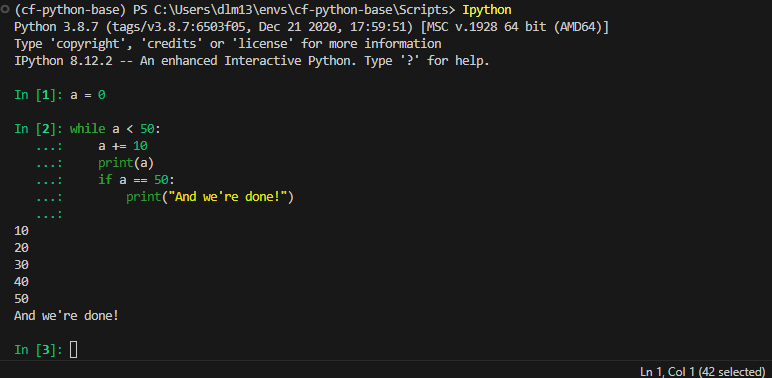 (cf-python-base) PS C:\Users\dlm13\envs\cf-python-base\Scripts> Ipython
Python 3.8.7 (tags/v3.8.7:6503f05, Dec 21 2020, 17:59:51) [MSC v.1928 64 bit (AMD64)]
Type 'copyright', 'credits' or 'license' for more information
IPython 8.12.2 -- An enhanced Interactive Python. Type '?' for help.

In [1]: a = 0

In [2]: while a < 50:
   ...:     a += 10
   ...:     print(a)
   ...:     if a == 50:
   ...:         print("And we're done!")
   ...:
10
20
30
40
50
And we're done!

In [3]:
Ln 1, Col 1 (42 selected)